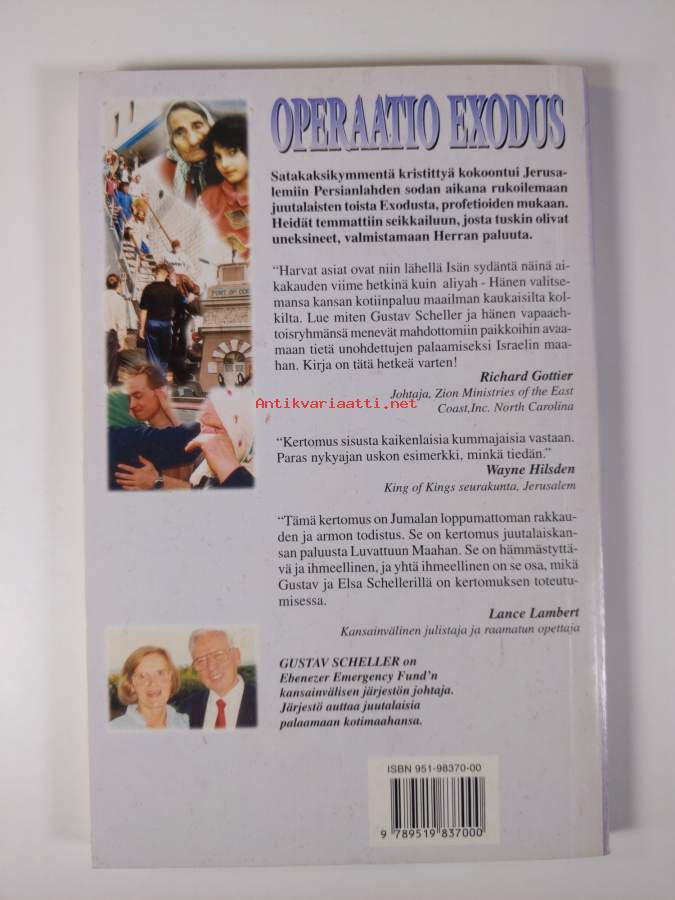 OPERAATIO EXODUS
Satakaksikymmentä kristittyä kokoontui Jerusa-
lemiin Persianlahden sodan aikana rukoilemaan
juutalaisten toista Exodusta, profetioiden mukaan.
Heidät temmattiin seikkailuun, josta tuskin olivat
uneksineet, valmistamaan Herran paluuta.
“Harvat asiat ovat niin lähellä Isän sydäntä näinä ai-
kakauden viime hetkinä kuin aliyah - Hänen valitse-
mansa kansan kotiinpaluu maailman kaukaisilta kol-
kilta. Lue miten Gustav Scheller ja hänen vapaaeh-
toisryhmänsä menevät mahdottomiin paikkoihin avaa-
maan tietä unohdettujen palaamiseksi Israelin maa-
han. Kirja on tätä hetkeä varten!
Richard Gottier
Johtaja, Zion Ministries of the East
Coast,Inc. North Carolina
Antikvariaatti.net
“Kertomus sisusta kaikenlaisia kummajaisia vastaan.
Paras nykyajan uskon esimerkki, minkä tiedän.”
Wayne Hilsden
King of Kings seurakunta, Jerusalem
“Tämä kertomus on Jumalan loppumattoman rakkau-
den ja armon todistus. Se on kertomus juutalaiskan-
san paluusta Luvattuun Maahan. Se on hämmästyttä-
vä ja ihmeellinen, ja yhtä ihmeellinen on se osa, mikä
Gustav ja Elsa Schellerillä on kertomuksen toteutu-
misessa.
Lance Lambert
Kansainvälinen julistaja ja raamatun opettaja
GUSTAV SCHELLER on
Ebenezer Emergency Fund’n
kansainvälisen järjestön johtaja.
Järjestö auttaa juutalaisia
palaamaan kotimaahansa.
ISBN 951-98370-00
9 789519 837000